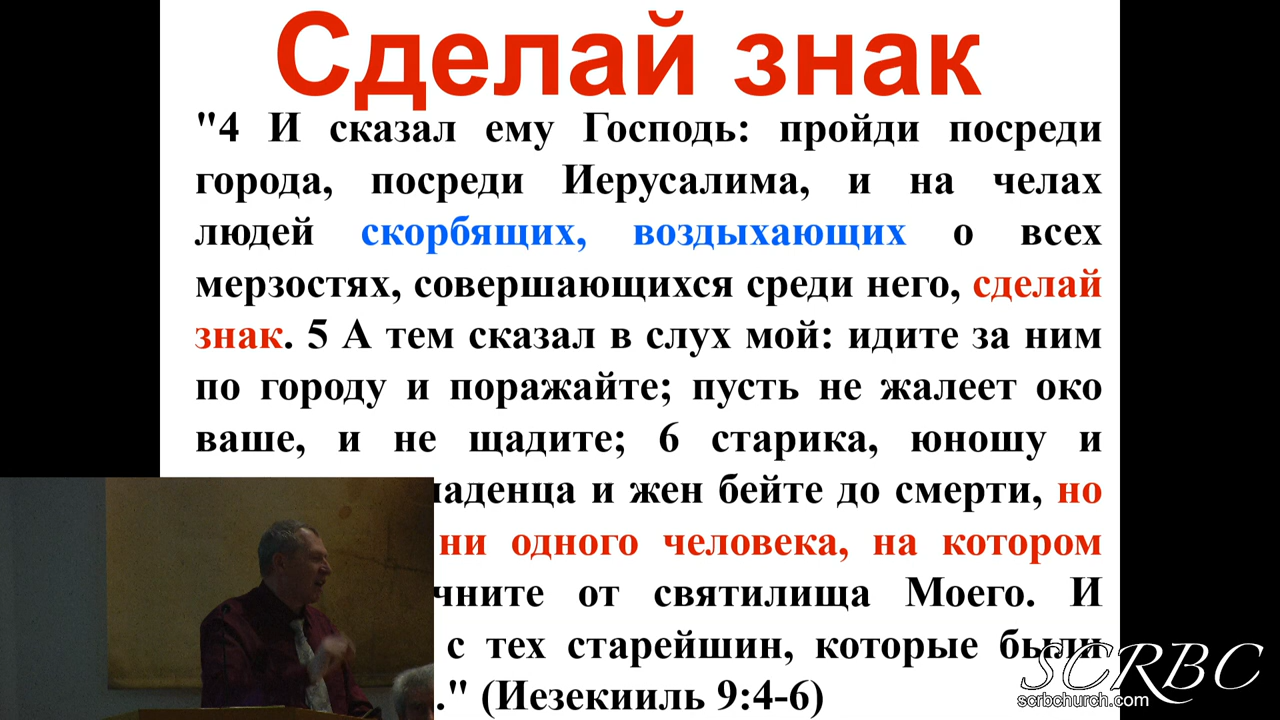 Сделай знак
"4 И сказал ему Господь: пройди посреди
города, посреди Иерусалима, и на челах
людей скорбящих, воздыхающих о всех
мерзостях, совершающихся среди него, сделай
знак. 5 А тем сказал в слух мой: идите за ним
по городу и поражайте; пусть не жалеет око
ваше, и не щадите; 6 старика, юношу и
и жен бейте до смерти, но
ни одного человека, на котором
от святилища Моего. И
с тех старейшин, которые были
." (Иезекииль 9:4-6)
SCRBC
scrbchurch.com